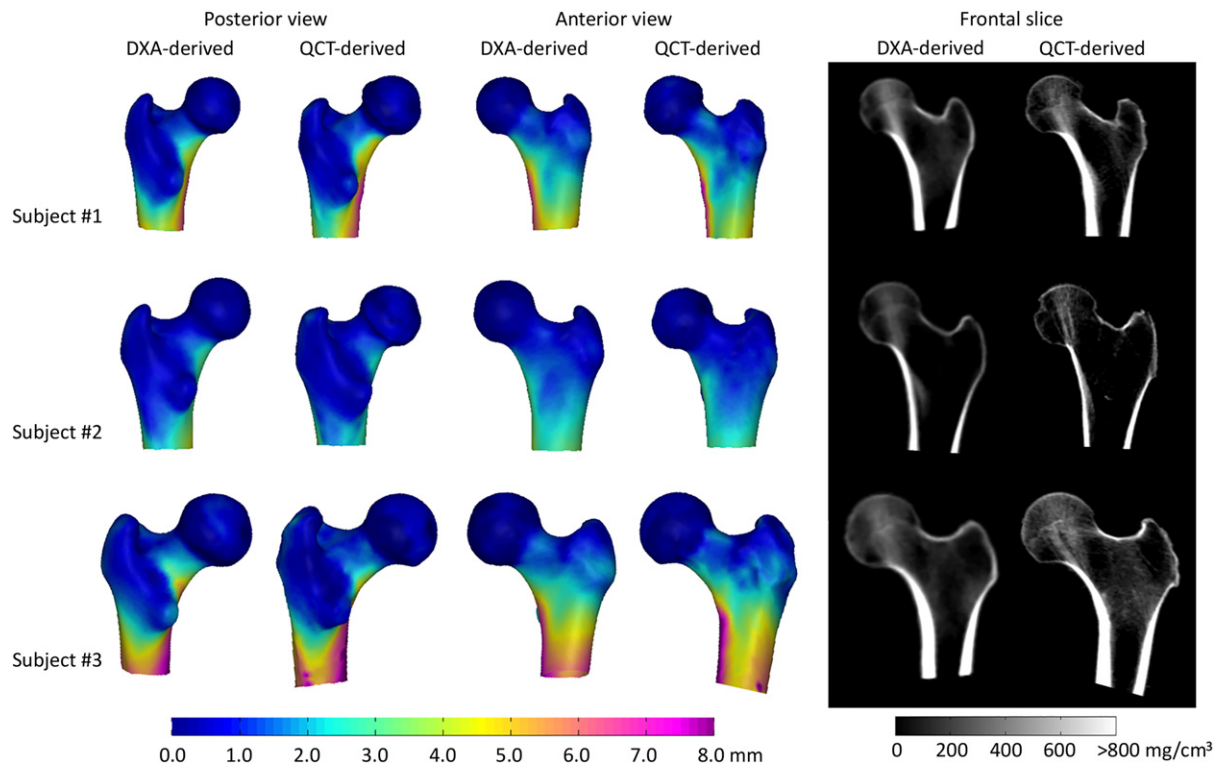 Posterior view Anterior view Frontal slice
DXA-derived QCT-derived DXA-derived QCT-derived DXA-derived QCT-derived
Subject #1
Subject #2
Subject #3
0.0 1.0 2.0 3.0 4.0 5.0 6.0 7.0 8.0 mm
0 200 400 600 >800 mg/cm³